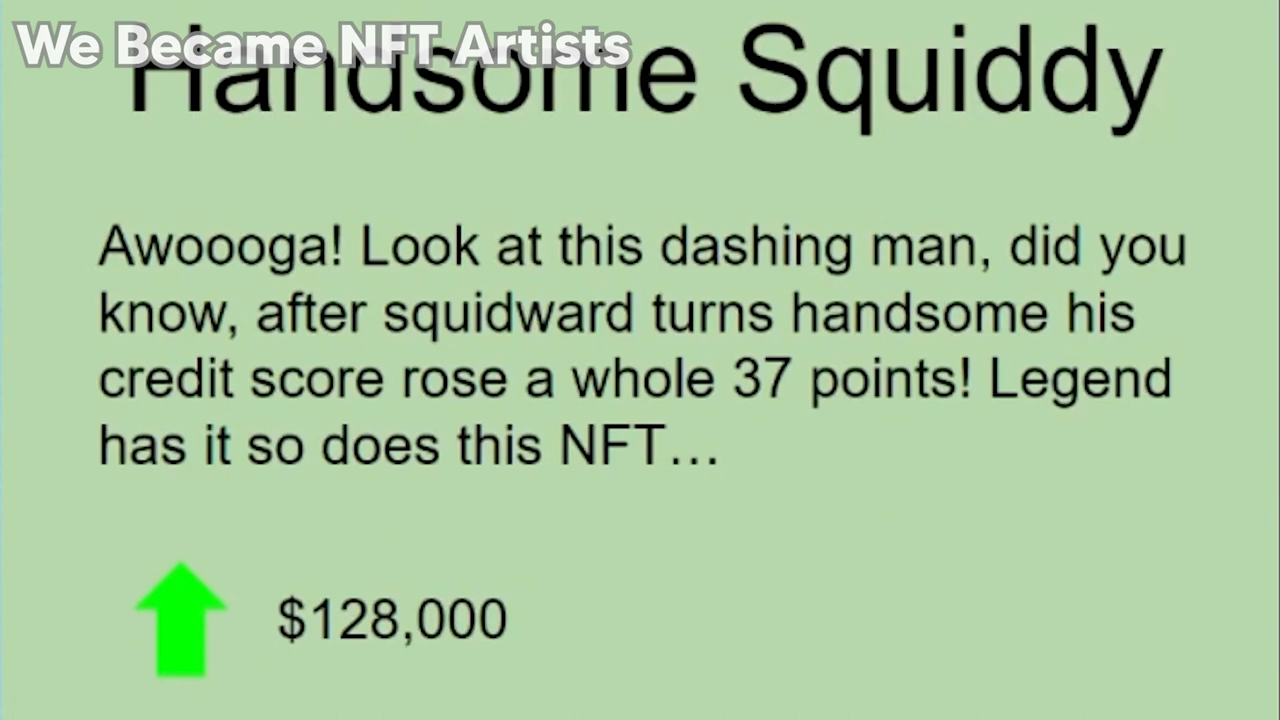 We Became NFT Artists
Handsome Squiddy
Awoooga! Look at this dashing man, did you
know, after squidward turns handsome his
credit score rose a whole 37 points! Legend
has it so does this NFT…
$128,000